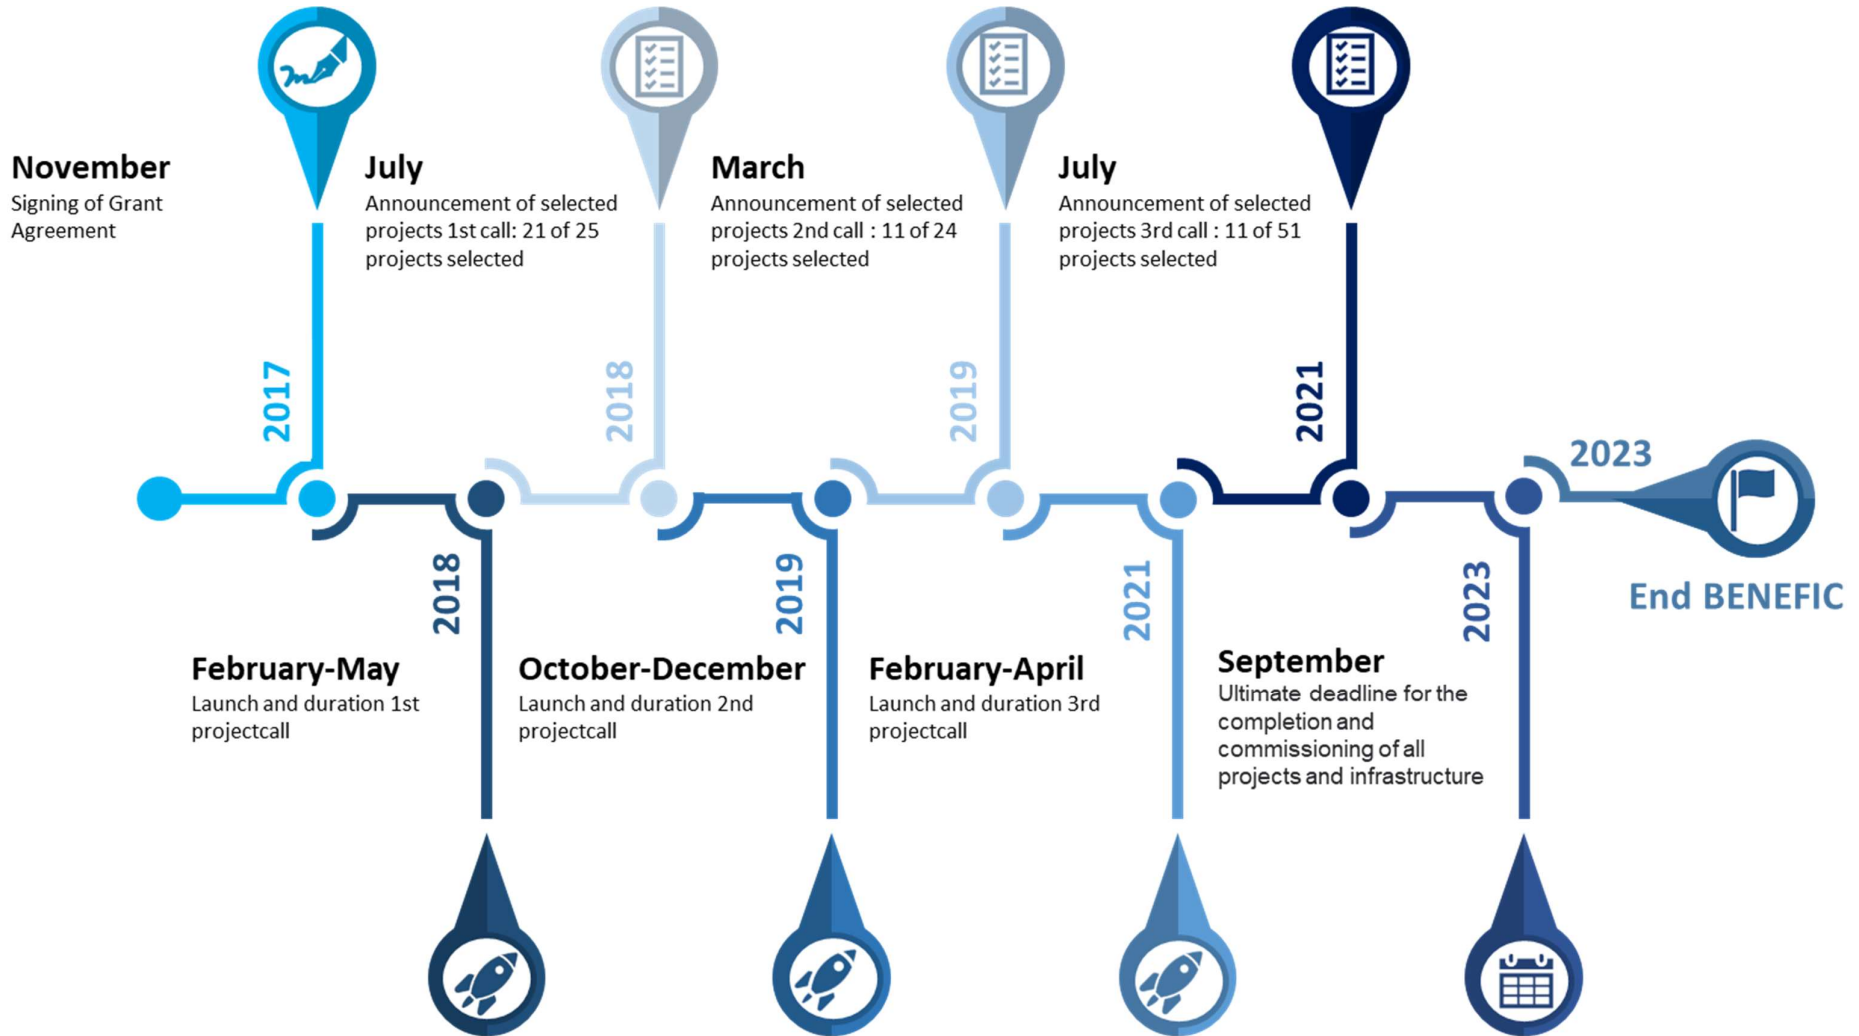 November
Signing of Grant
Agreement
2017
February-May
Launch and duration 1st
projectcall
2018
July
Announcement of selected
projects 1st call: 21 of 25
projects selected
2018
October-December
Launch and duration 2nd
projectcall
2019
March
Announcement of selected
projects 2nd call : 11 of 24
projects selected
2019
February-April
Launch and duration 3rd
projectcall
2021
July
Announcement of selected
projects 3rd call : 11 of 51
projects selected
2021
September
Ultimate deadline for the
completion and
commissioning of all
projects and infrastructure
2023
2023
End BENEFIC